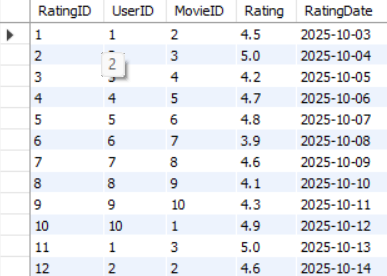 RatingID UserID MovieID Rating RatingDate
1 1 2 4.5 2025-10-03
2 3 5.0 2025-10-04
2
3 4 4.2 2025-10-05
4 4 5 4.7 2025-10-06
5 5 6 4.8 2025-10-07
6 6 7 3.9 2025-10-08
7 7 8 4.6 2025-10-09
8 8 9 4.1 2025-10-10
9 9 10 4.3 2025-10-11
10 10 1 4.9 2025-10-12
11 1 3 5.0 2025-10-13
12 2 2 4.6 2025-10-14